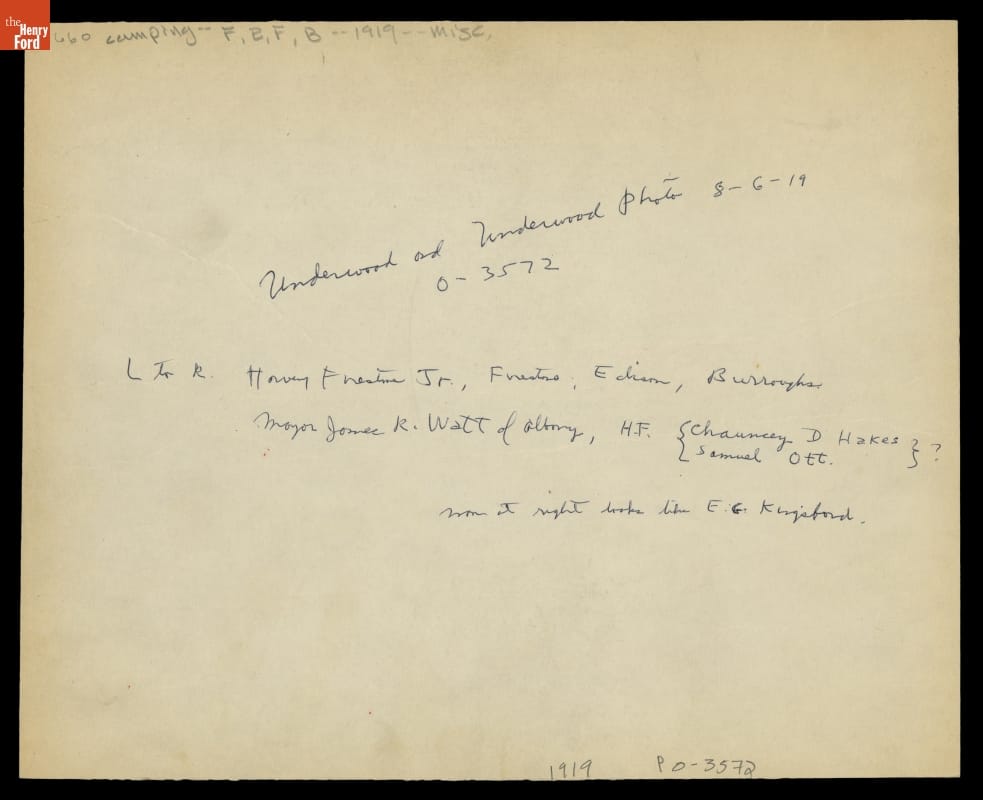 the
Henry
Ford
660 camping -- F, E, F, B -- 1919 -- misc.
Underwood and Underwood Photo 8-6-19
0-3572
L to R. Harvey Firestone Jr., Firestone, Edison, Burroughs
Mayor James R. Watt of Albany, H.F. {Chauncey D Hakes
Samuel Ott.} ?
man at right looks like E.G. Kingsford.
1919 P 0-3572